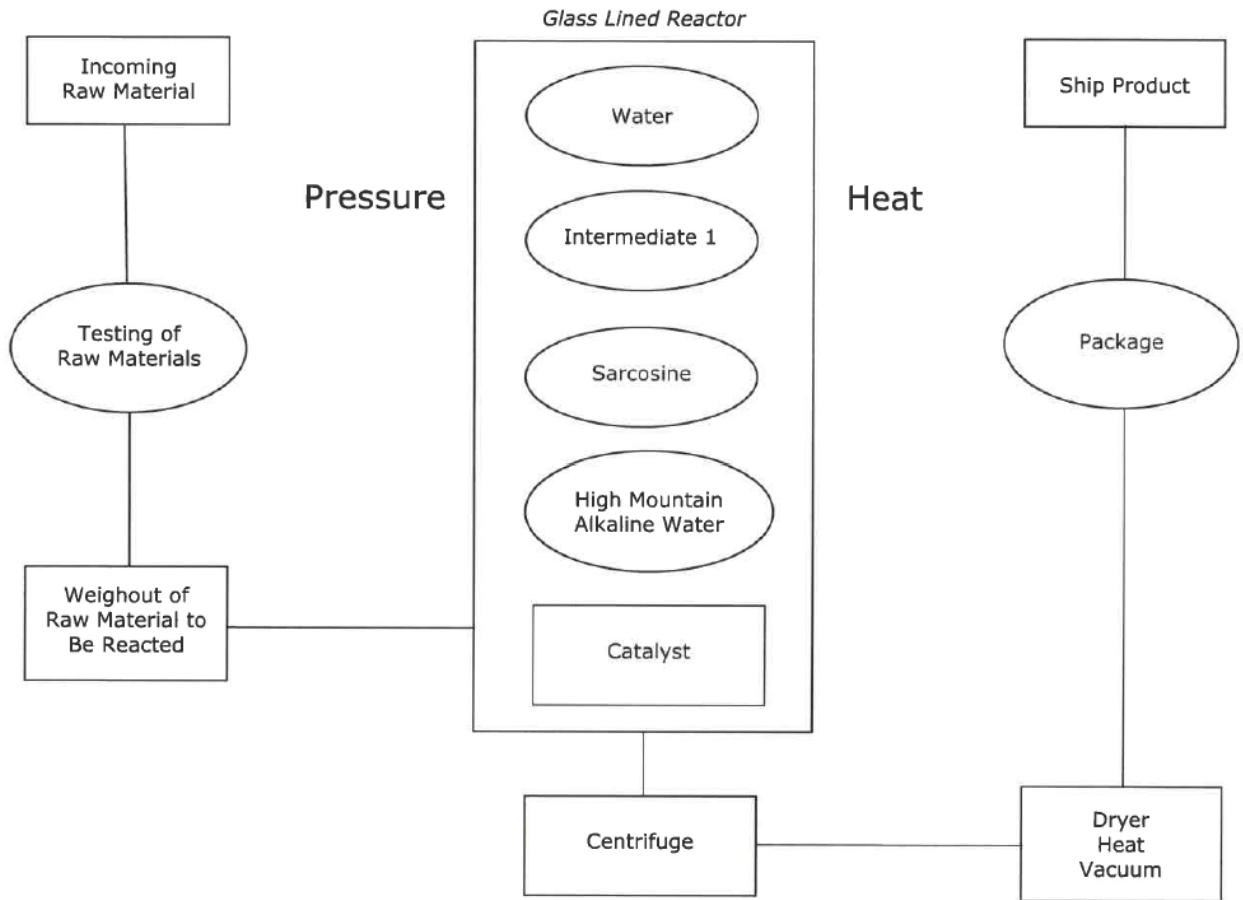 Glass Lined Reactor
Incoming
Raw Material
Testing of
Raw Materials
Weighout of
Raw Material to
Be Reacted
Pressure
Water
Intermediate 1
Sarcosine
High Mountain
Alkaline Water
Catalyst
Heat
Centrifuge
Dryer
Heat
Vacuum
Package
Ship Product